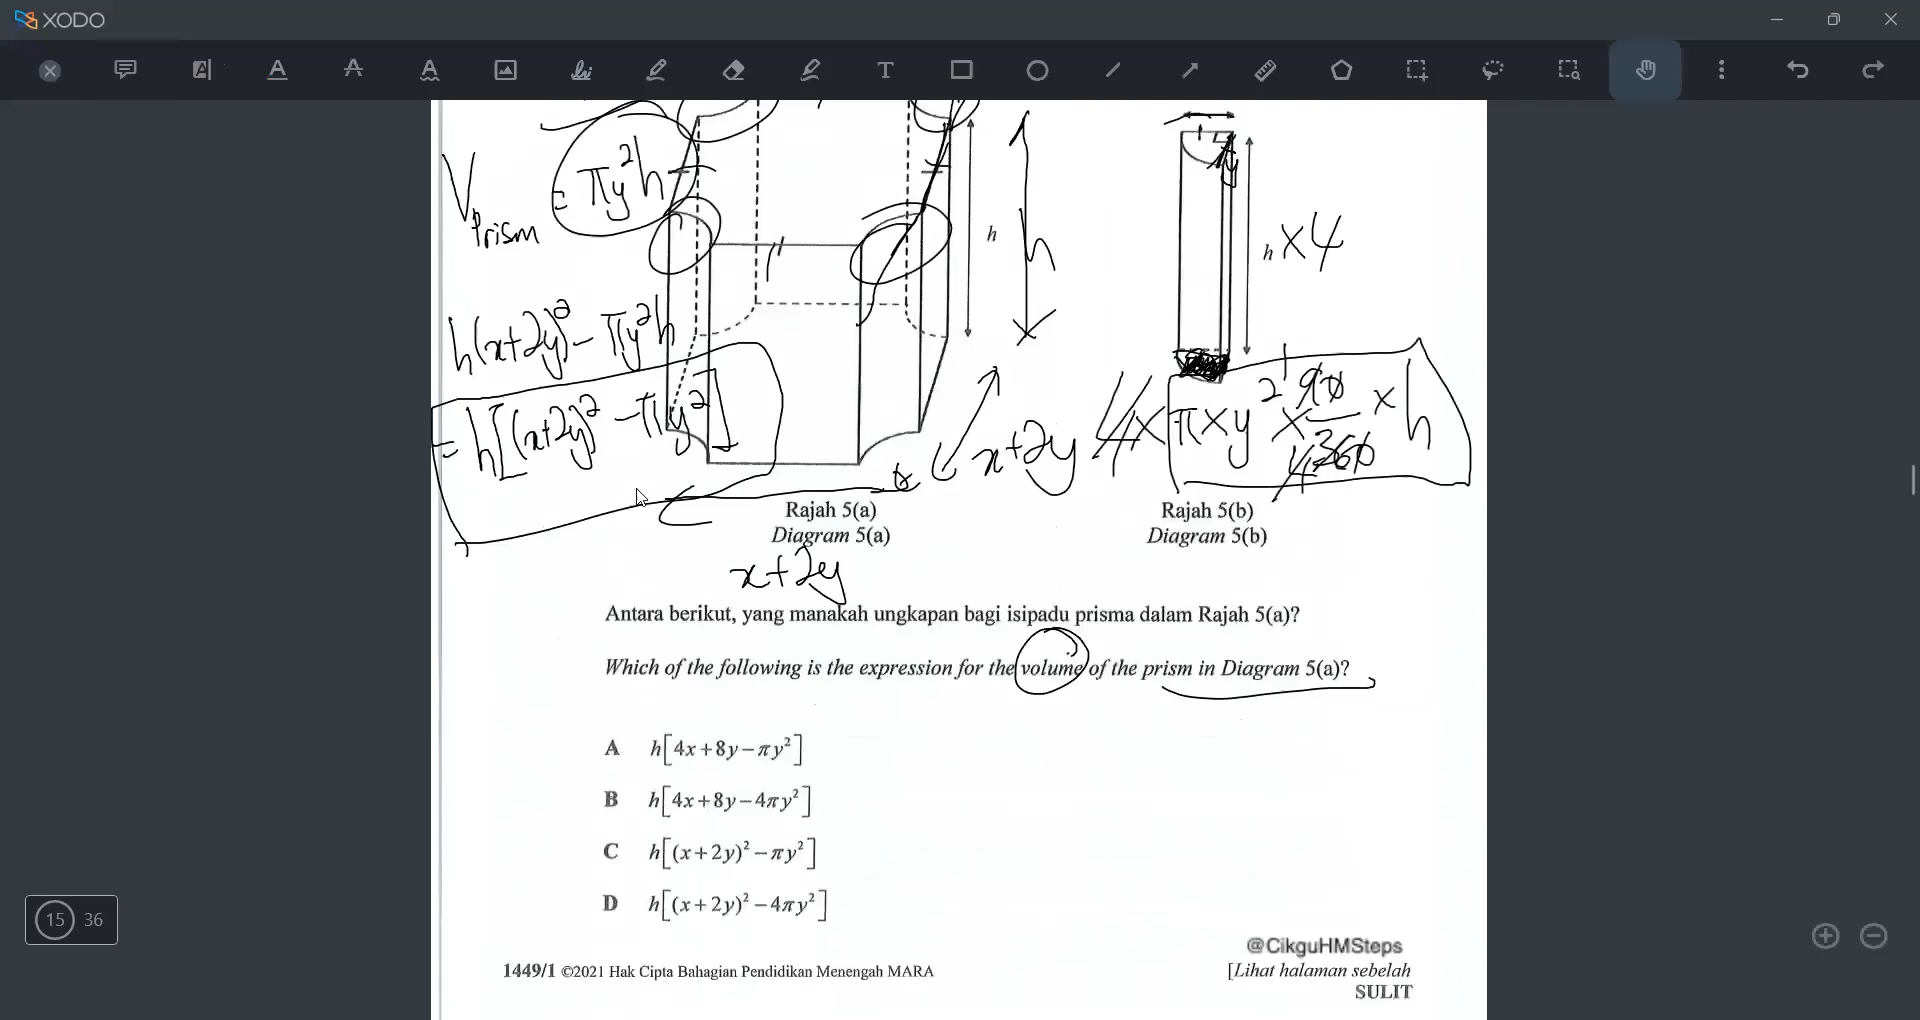 XODO
V Prism = πy²h
h
h
y
h ×4
h(x+2y)² - πy²h
= h[(x+2y)² - πy²]
x+2y
4×π×y²×90/360×h
Rajah 5(a)
Diagram 5(a)
Rajah 5(b)
Diagram 5(b)
x+2y
Antara berikut, yang manakah ungkapan bagi isipadu prisma dalam Rajah 5(a)?
Which of the following is the expression for the volume of the prism in Diagram 5(a)?
A h[4x+8y−πy²]
B h[4x+8y−4πy²]
C h[(x+2y)²−πy²]
D h[(x+2y)²−4πy²]
15 36
@CikguHMSteps
1449/1 ©2021 Hak Cipta Bahagian Pendidikan Menengah MARA
[Lihat halaman sebelah
SULIT